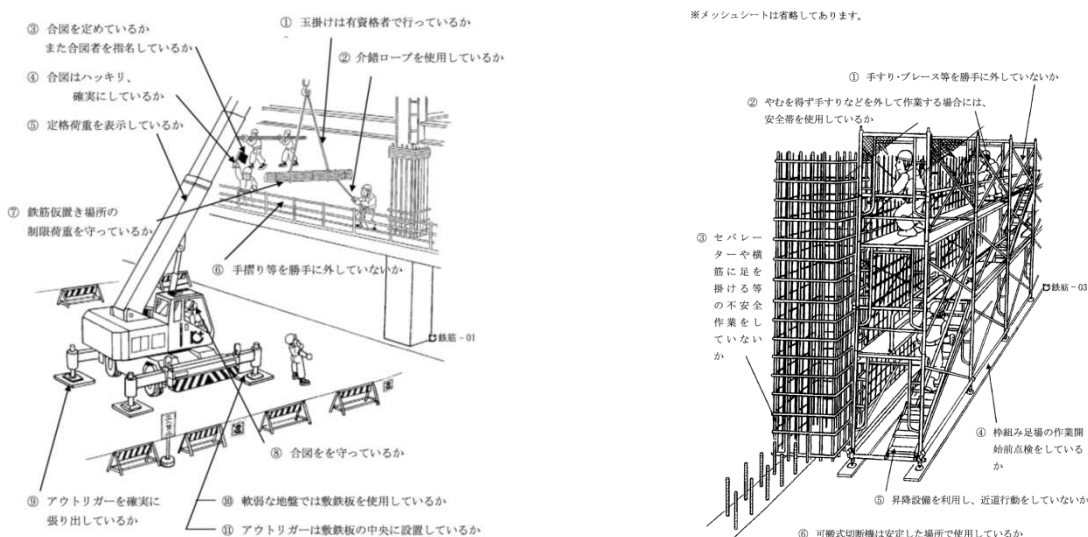 ① 玉掛けは有資格者で行っているか
③ 合図を定めているか
また合図者を指名しているか
② 介錯ロープを使用しているか
④ 合図はハッキリ、
確実にしているか
⑤ 定格荷重を表示しているか
⑦ 鉄筋仮置き場所の
制限荷重を守っているか
⑥ 手摺り等を勝手に外していないか
鉄筋－01
⑧ 合図をを守っているか
⑨ アウトリガーを確実に
張り出しているか
⑩ 軟弱な地盤では敷鉄板を使用しているか
⑪ アウトリガーは敷鉄板の中央に設置しているか
※メッシュシートは省略してあります。
① 手すり・ブレース等を勝手に外していないか
② やむを得ず手すりなどを外して作業する場合には、
安全帯を使用しているか
③ セパレー
ターや横
筋に足を
掛ける等
の不安全
作業をし
ていない
か
鉄筋－03
④ 枠組み足場の作業開
始前点検をしている
か
⑤ 昇降設備を利用し、近道行動をしていないか
⑥ 可搬式切断機は安定した場所で使用しているか